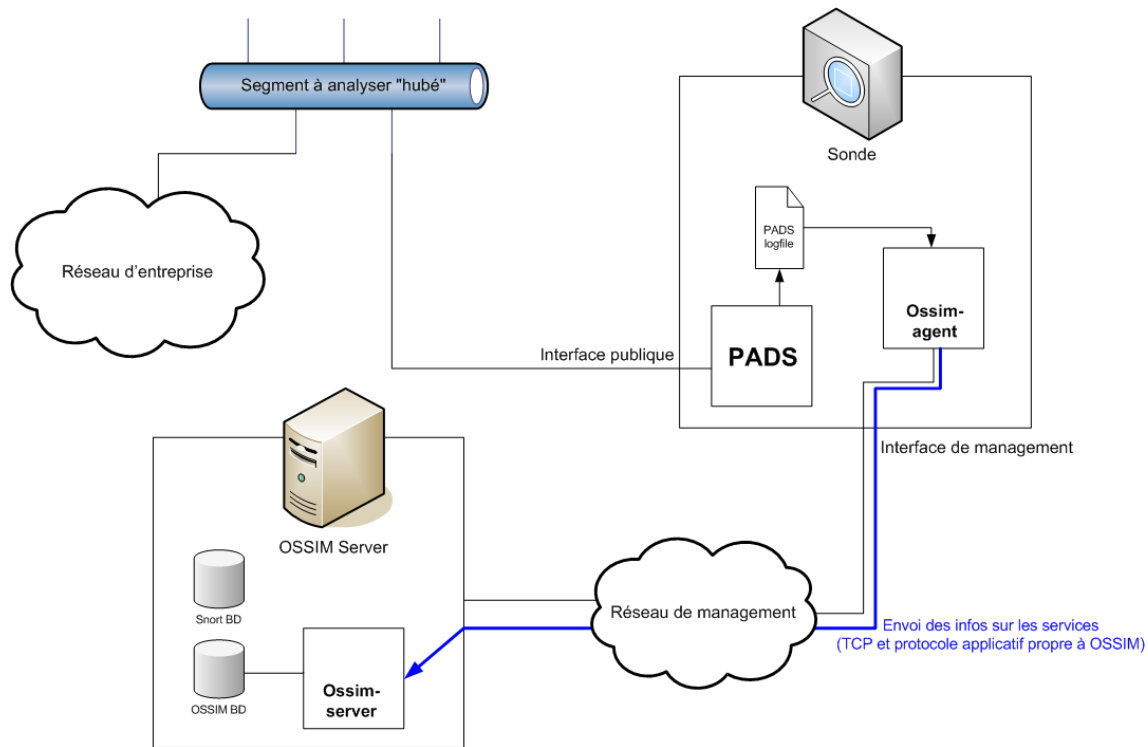 Segment à analyser "hubé"
Sonde
Réseau d'entreprise
PADS
logfile
Ossim-
agent
Interface publique
PADS
Interface de management
OSSIM Server
Snort BD
Réseau de management
Envoi des infos sur les services
(TCP et protocole applicatif propre à OSSIM)
OSSIM BD
Ossim-
server